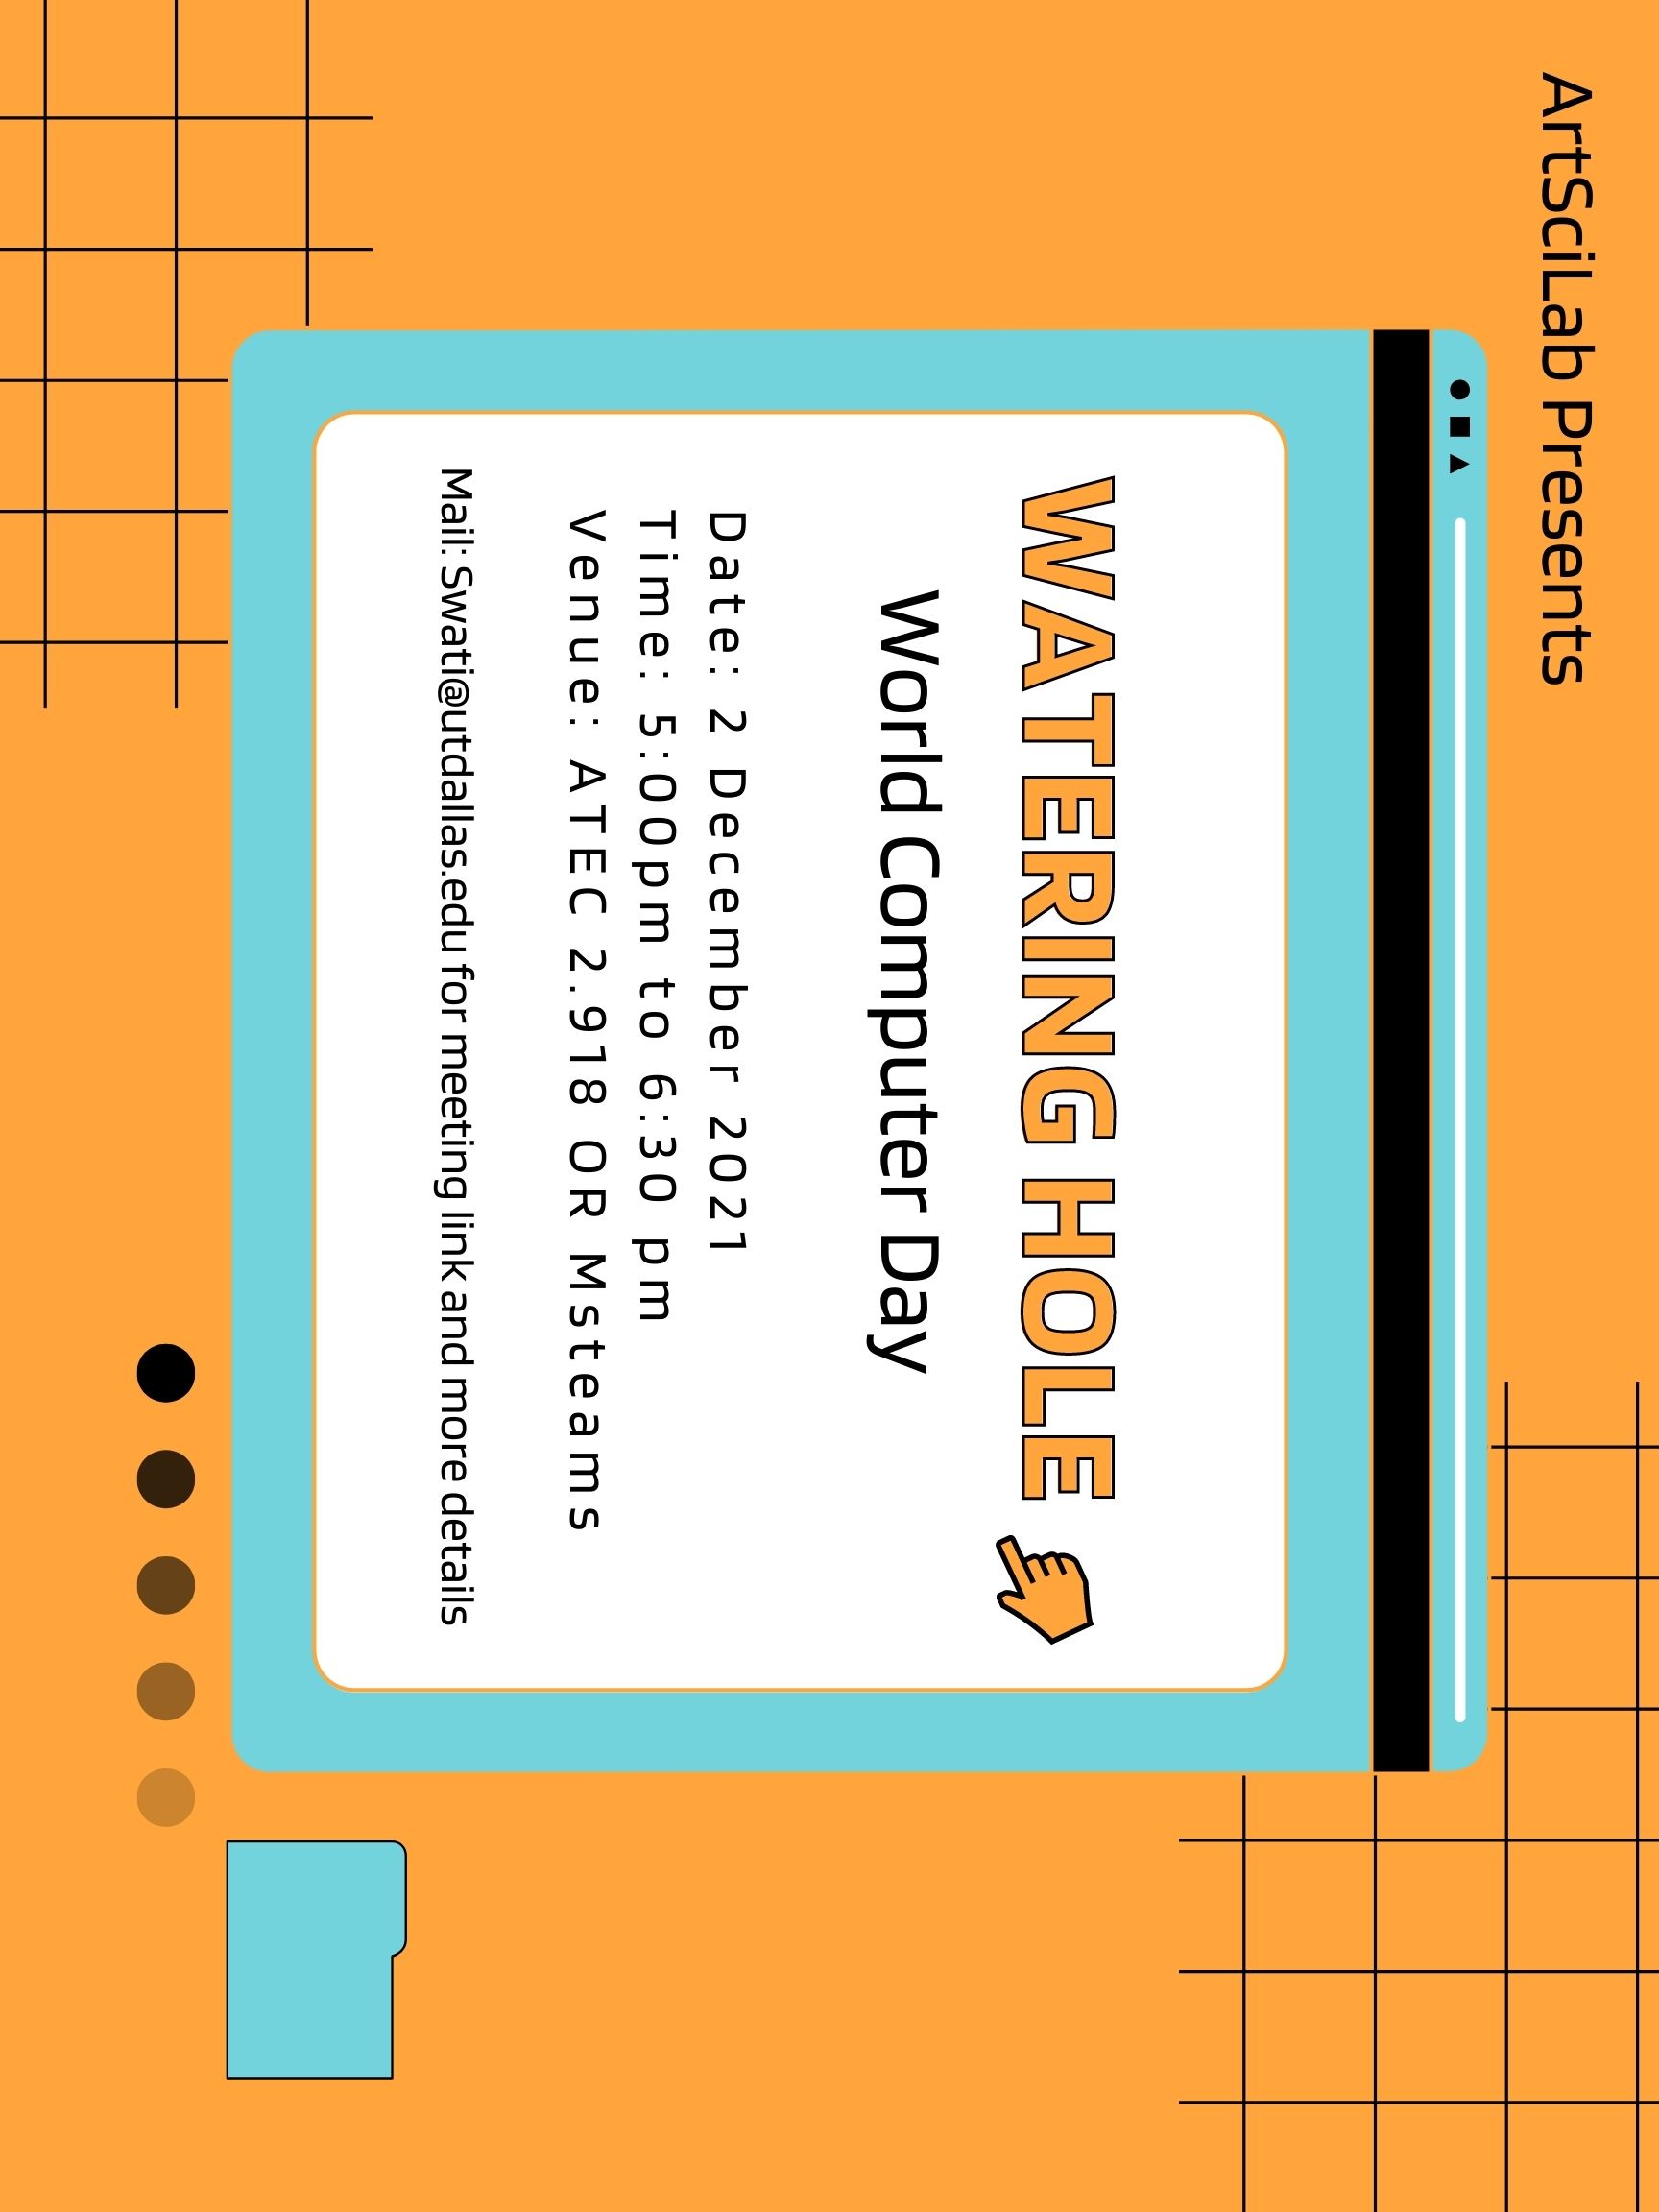 ArtSciLab Presents
WATERING HOLE
World Computer Day
Date: 2 December 2021
Time: 5:00pm to 6:30 pm
Venue: ATEC 2.918 OR Msteams
Mail: Swati@utdallas.edu for meeting link and more details